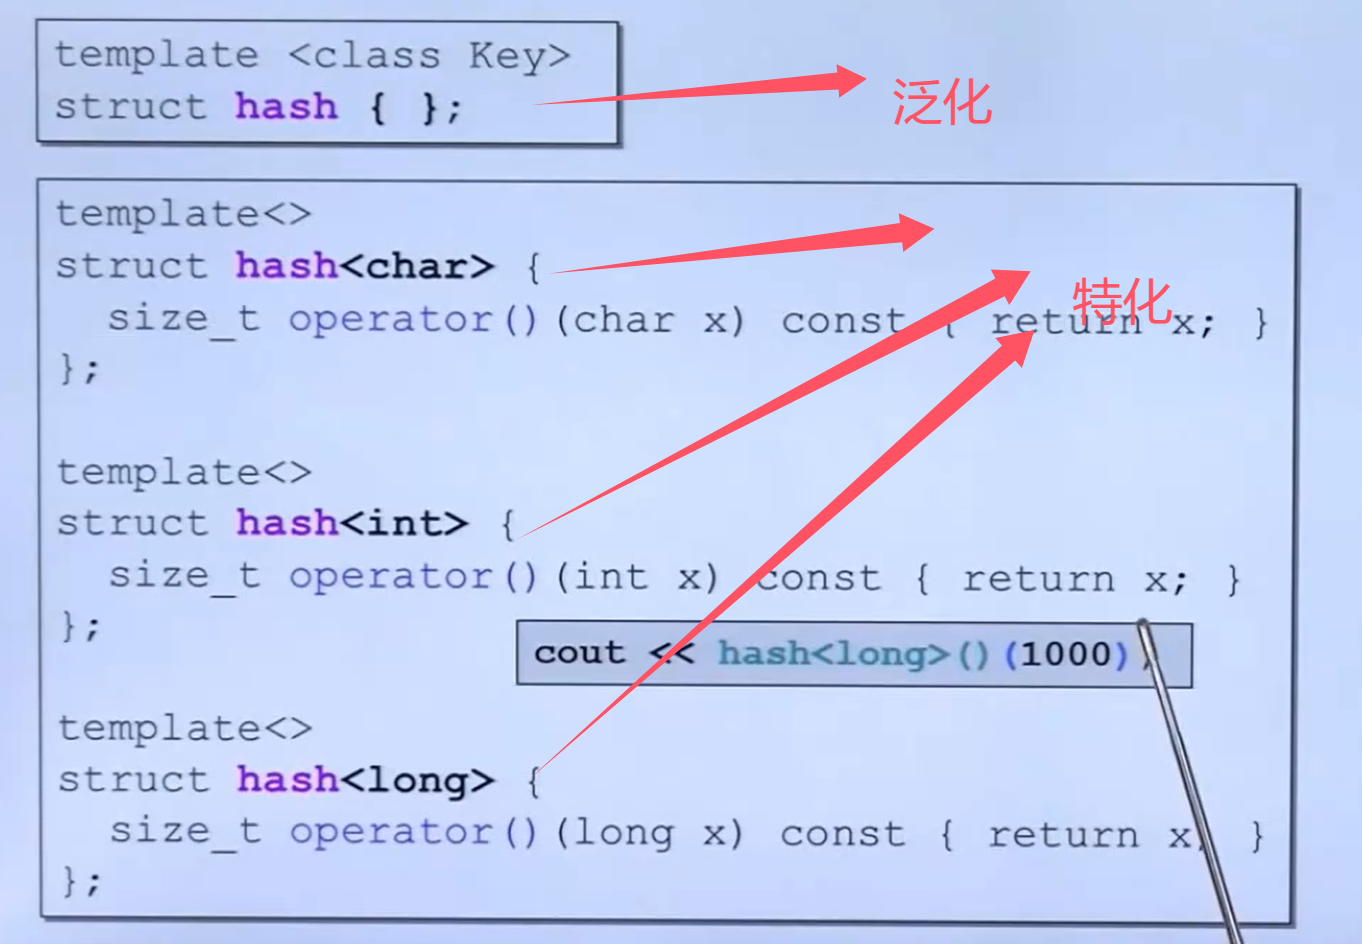 template <class Key>
struct hash { };
泛化
template<>
struct hash<char> {
特化
size_t operator()(char x) const { return x; }
};
template<>
struct hash<int> {
size_t operator()(int x) const { return x; }
};
cout << hash<long>()(1000);
template<>
struct hash<long> {
size_t operator()(long x) const { return x; }
};